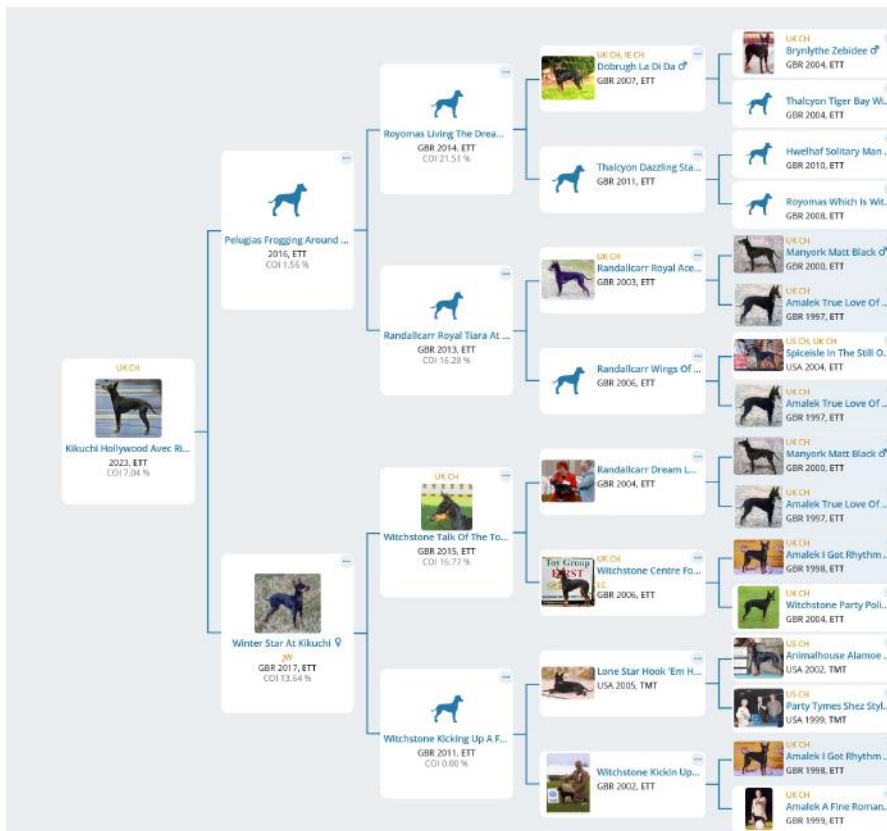 UK CH
Kikuchi Hollywood Avec Ri...
2023, ETT
COI 7.04 %
Pelugias Frogging Around ...
2016, ETT
COI 1.56 %
Winter Star At Kikuchi ♀
JW
GBR 2017, ETT
COI 13.64 %
Royomas Living The Drea...
GBR 2014, ETT
COI 21.51 %
Randallcarr Royal Tiara At ...
GBR 2013, ETT
COI 16.28 %
UK CH
Witchstone Talk Of The To...
GBR 2015, ETT
COI 16.77 %
Witchstone Kicking Up A F...
GBR 2011, ETT
COI 0.00 %
UK CH, IE CH
Dobrugh La Di Da ♂
GBR 2007, ETT
Thalcyon Dazzling Sta...
GBR 2011, ETT
UK CH
Randallcarr Royal Ace...
GBR 2003, ETT
Randallcarr Wings Of ...
GBR 2006, ETT
Randallcarr Dream L...
GBR 2004, ETT
Toy Group
UK CH
Witchstone Centre Fo...
LC
GBR 2006, ETT
Lone Star Hook 'Em H...
USA 2005, TMT
Witchstone Kickin Up...
GBR 2002, ETT
UK CH
Brynlythe Zebidee ♂
GBR 2004, ETT
Thalcyon Tiger Bay Wi...
GBR 2004, ETT
Hwelhaf Solitary Man ...
GBR 2010, ETT
Royomas Which Is Wit...
GBR 2008, ETT
UK CH
Manyork Matt Black ♂
GBR 2000, ETT
UK CH
Amalek True Love Of ...
GBR 1997, ETT
US CH, UK CH
Spiceisle In The Still O...
USA 2004, ETT
UK CH
Amalek True Love Of ...
GBR 1997, ETT
UK CH
Manyork Matt Black ♂
GBR 2000, ETT
UK CH
Amalek True Love Of ...
GBR 1997, ETT
UK CH
Amalek I Got Rhythm ...
GBR 1998, ETT
UK CH
Witchstone Party Poli...
GBR 2004, ETT
US CH
Animalhouse Alamoe ...
USA 2002, TMT
US CH
Party Tymes Shez Styl...
USA 1999, TMT
UK CH
Amalek I Got Rhythm ...
GBR 1998, ETT
UK CH
Amalek A Fine Roman...
GBR 1999, ETT